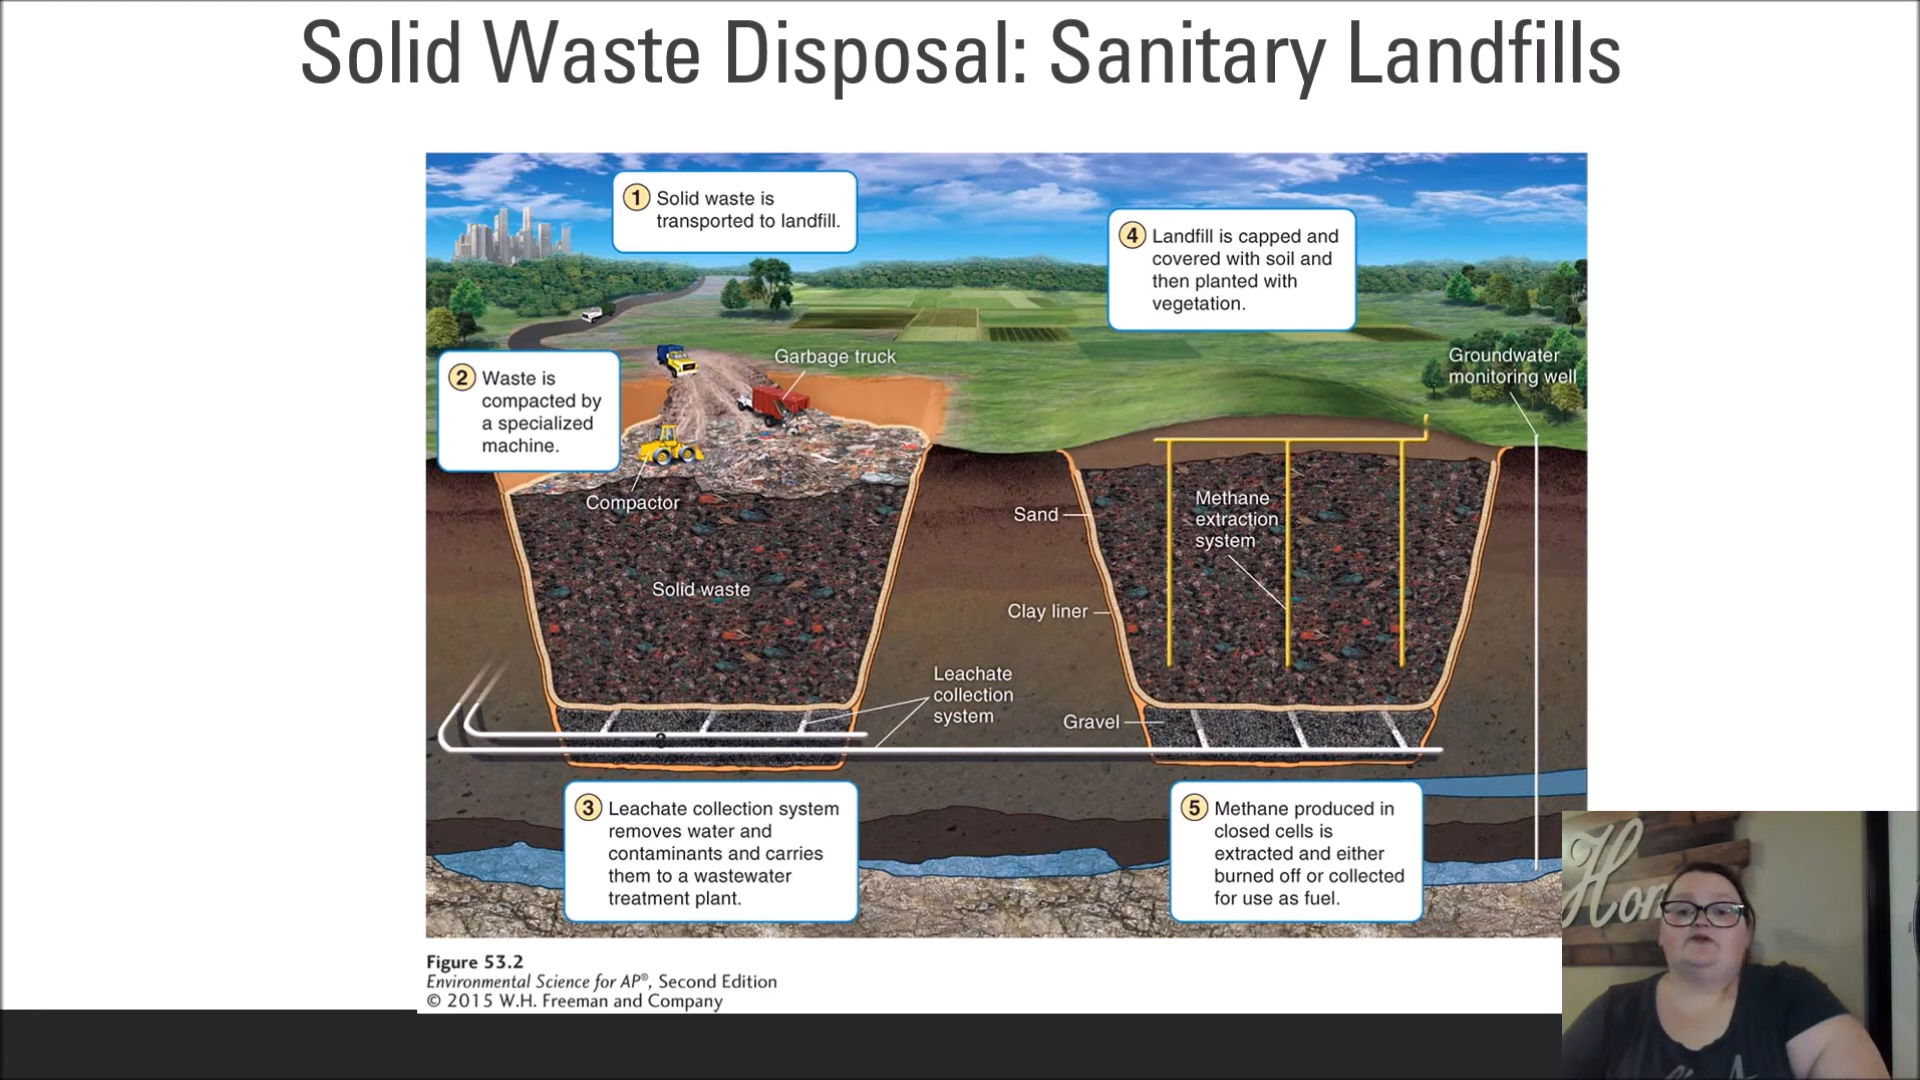 Solid Waste Disposal: Sanitary Landfills
1 Solid waste is
transported to landfill.
4 Landfill is capped and
covered with soil and
then planted with
vegetation.
2 Waste is
compacted by
a specialized
machine.
Garbage truck
Groundwater
monitoring well
Compactor
Sand
Methane
extraction
system
Solid waste
Clay liner
Leachate
collection
system
Gravel
3 Leachate collection system
removes water and
contaminants and carries
them to a wastewater
treatment plant.
5 Methane produced in
closed cells is
extracted and either
burned off or collected
for use as fuel.
Figure 53.2
Environmental Science for AP®, Second Edition
© 2015 W.H. Freeman and Company